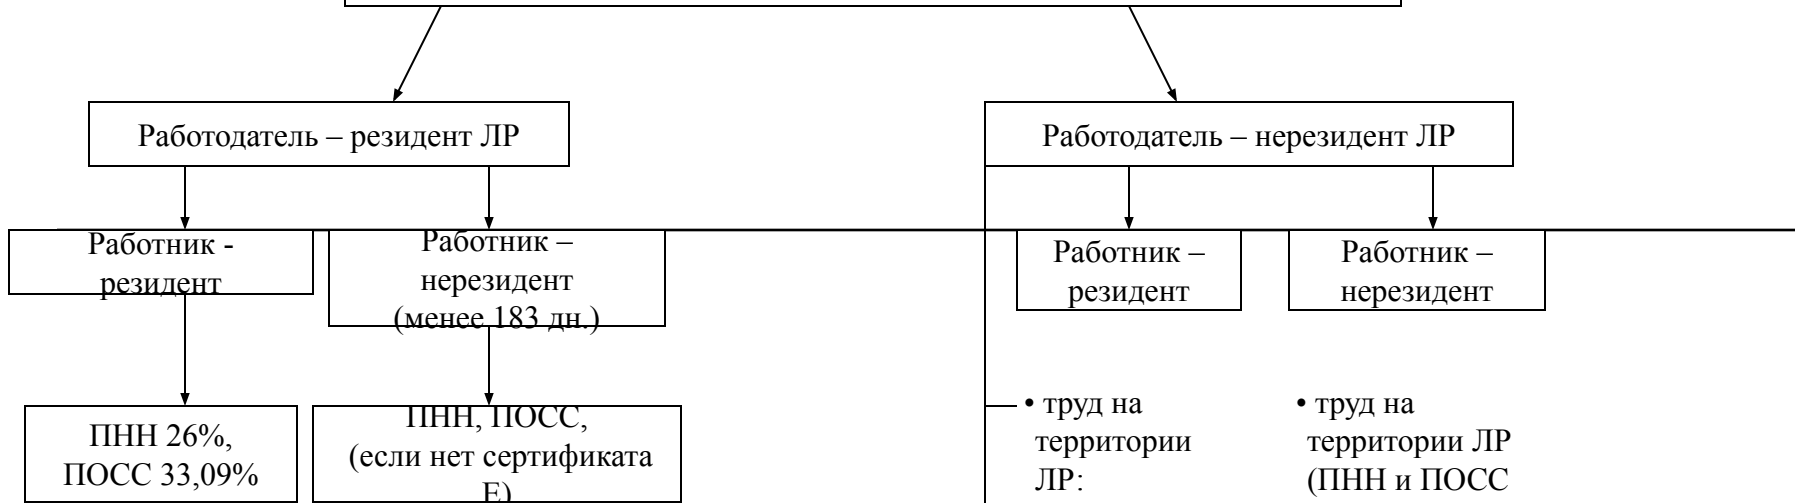 Работодатель – резидент ЛР
Работодатель – нерезидент ЛР
Работник -
резидент
Работник –
нерезидент
(менее 183 дн.)
Работник –
резидент
Работник –
нерезидент
ПНН 26%,
ПОСС 33,09%
ПНН, ПОСС,
(если нет сертификата
Е)
• труд на
территории
ЛР:
• труд на
территории ЛР
(ПНН и ПОСС